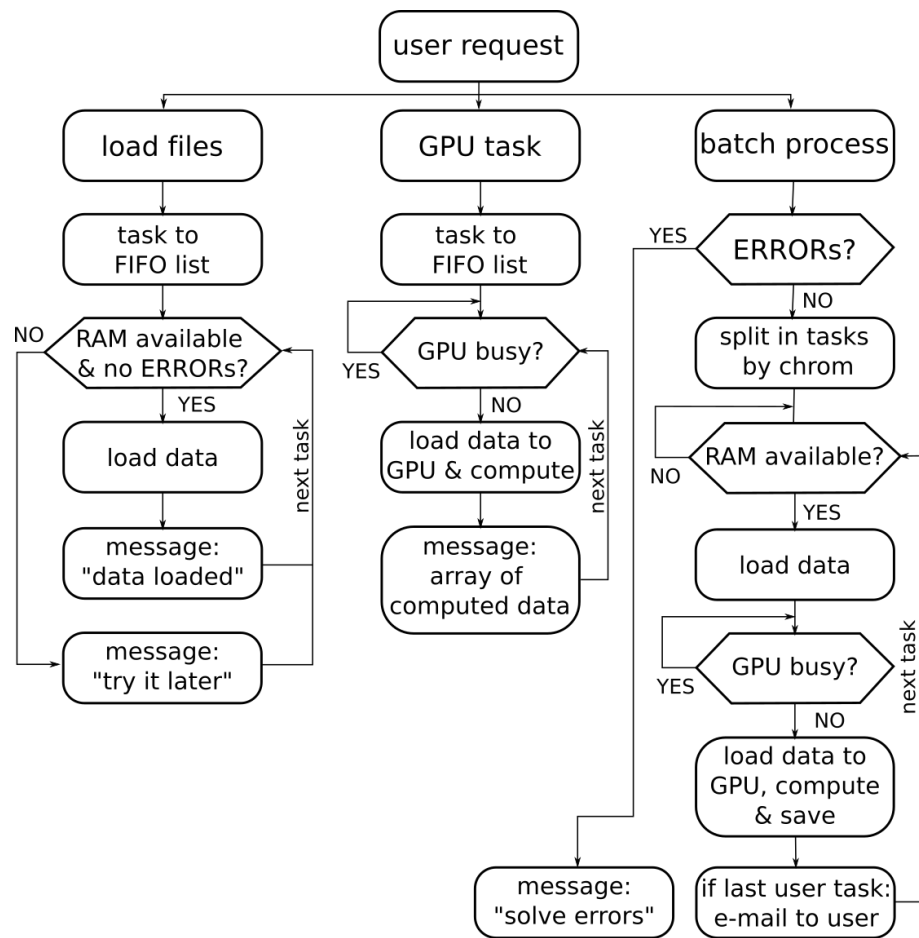 user request
load files
task to
FIFO list
NO
RAM available
& no ERRORs?
YES
load data
next task
message:
"data loaded"
message:
"try it later"
GPU task
task to
FIFO list
GPU busy?
YES
NO
load data to
GPU & compute
next task
message:
array of
computed data
batch process
YES
ERRORs?
NO
split in tasks
by chrom
RAM available?
NO
YES
load data
GPU busy?
YES
next task
NO
load data to
GPU, compute
& save
if last user task:
e-mail to user
message:
"solve errors"